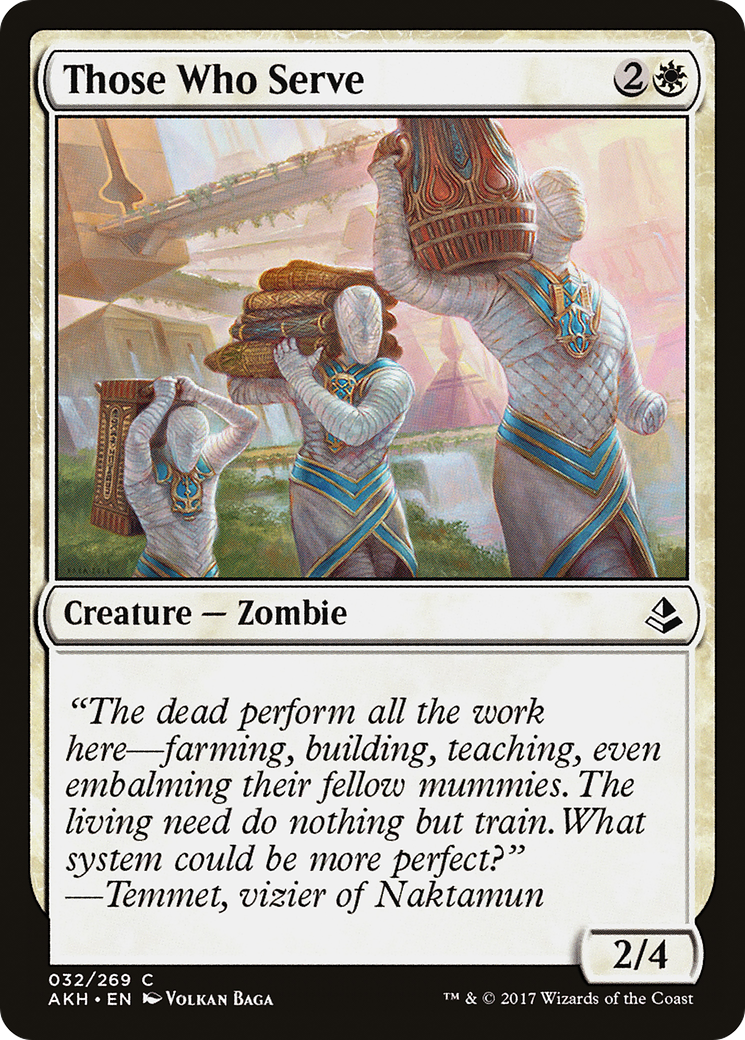 Those Who Serve 2
Creature — Zombie
“The dead perform all the work
here—farming, building, teaching, even
embalming their fellow mummies. The
living need do nothing but train. What
system could be more perfect?”
—Temmet, vizier of Naktamun
2/4
032/269 C
AKH • EN Volkan Baga
™ & © 2017 Wizards of the Coast